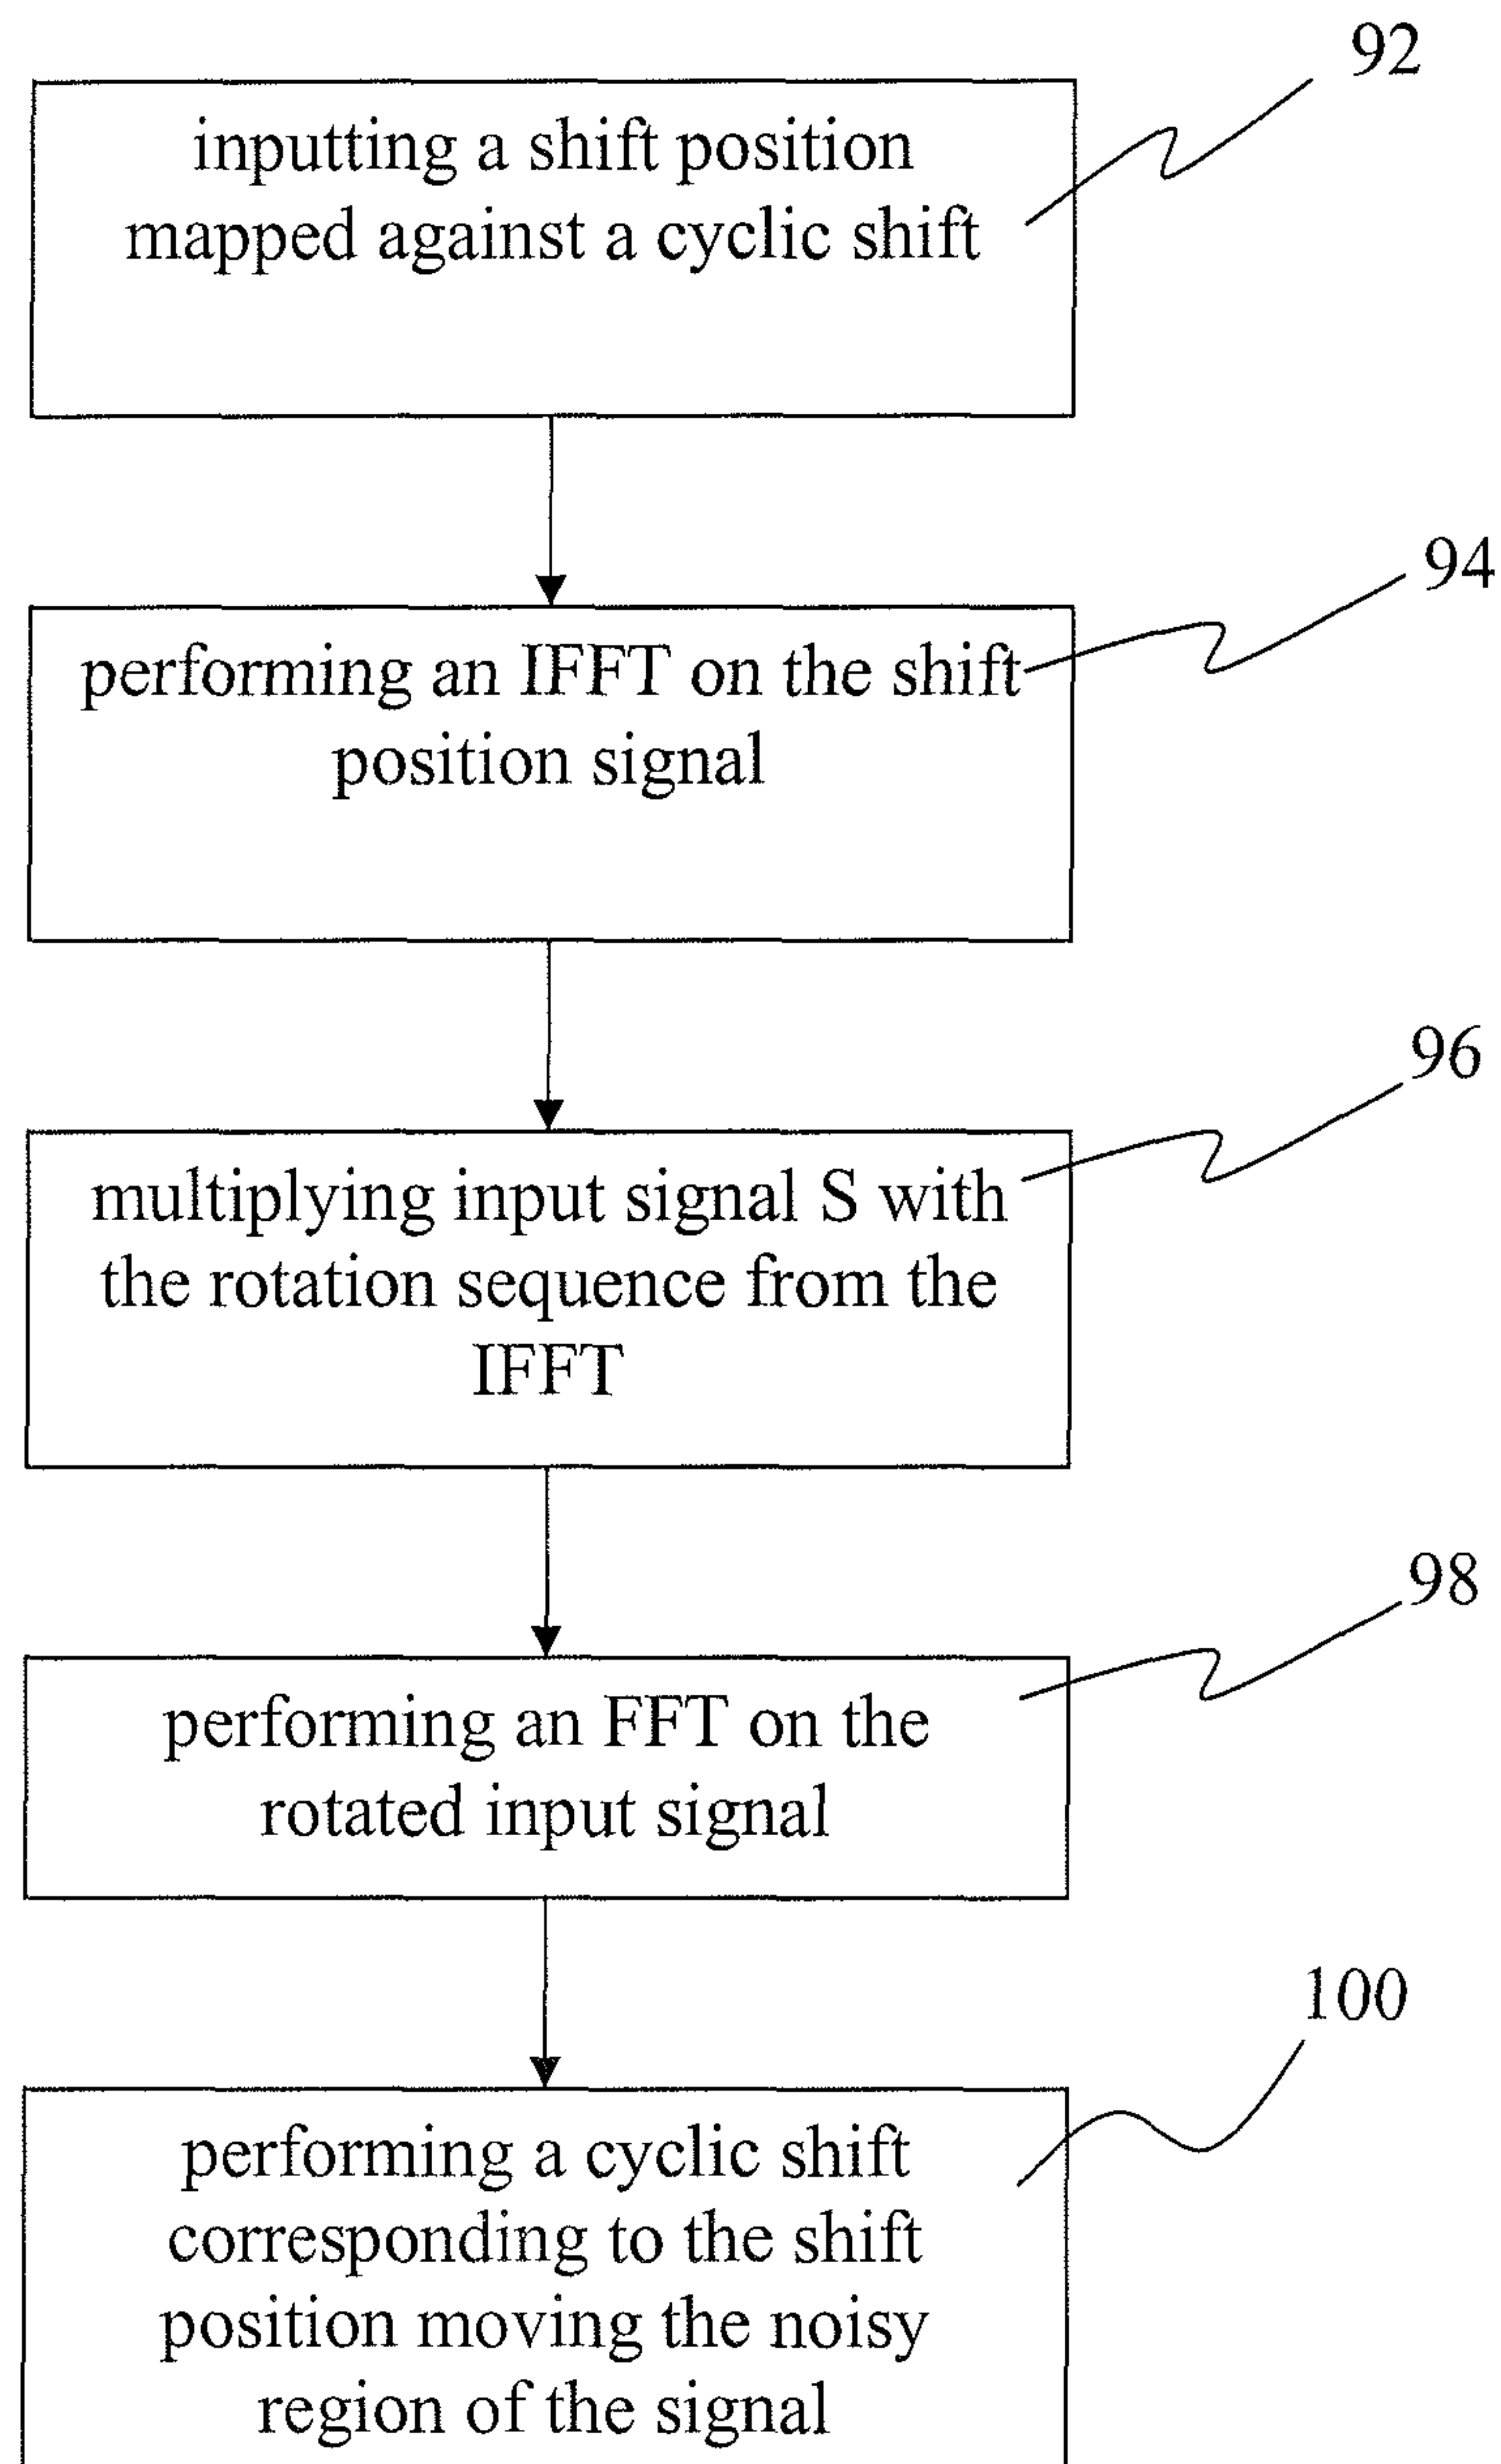 92
inputting a shift position
mapped against a cyclic shift
94
performing an IFFT on the shift
position signal
96
multiplying input signal S with
the rotation sequence from the
IFFT
98
performing an FFT on the
rotated input signal
100
performing a cyclic shift
corresponding to the shift
position moving the noisy
region of the signal